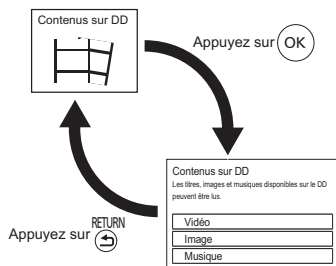 Contenus sur DD
Appuyez sur OK
Contenus sur DD
Les titres, images et musiques disponibles sur le DD
peuvent être lus.
Vidéo
Image
Musique
RETURN
Appuyez sur